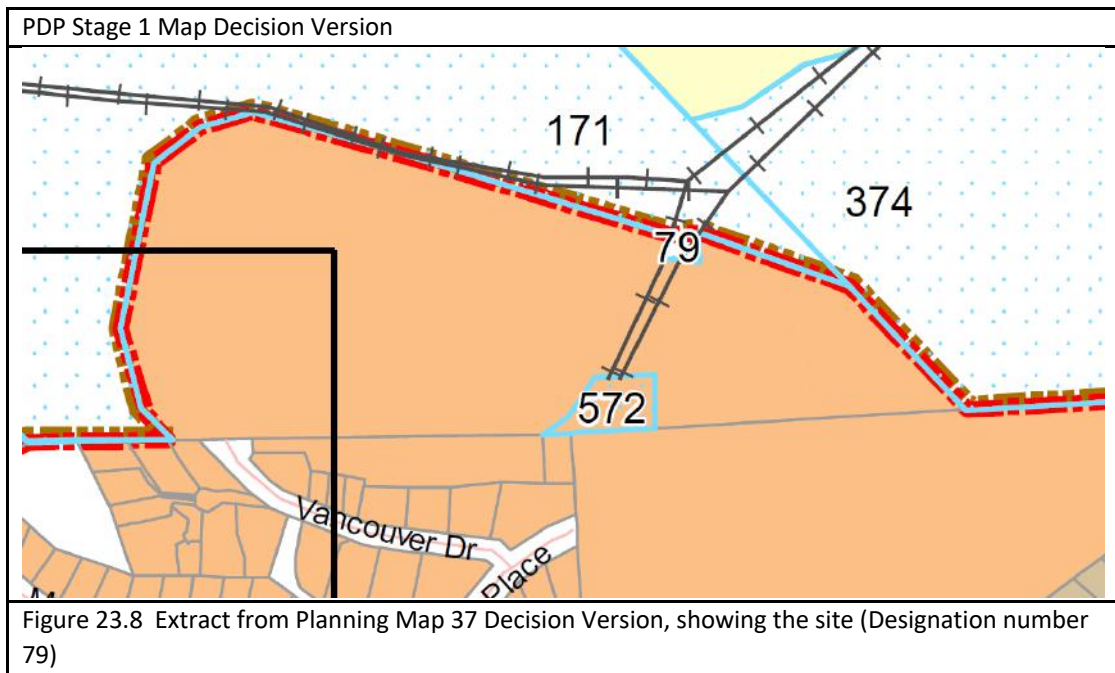 PDP Stage 1 Map Decision Version
171
374
79
572
Vancouver Dr
Place
Figure 23.8 Extract from Planning Map 37 Decision Version, showing the site (Designation number
79)